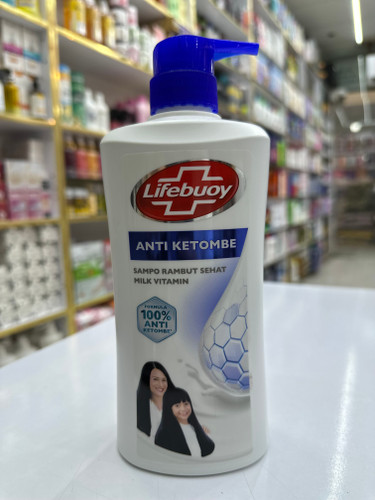 Lifebuoy
ANTI KETOMBE
SAMPO RAMBUT SEHAT
MILK VITAMIN
FORMULA
100%
ANTI
KETOMBE*